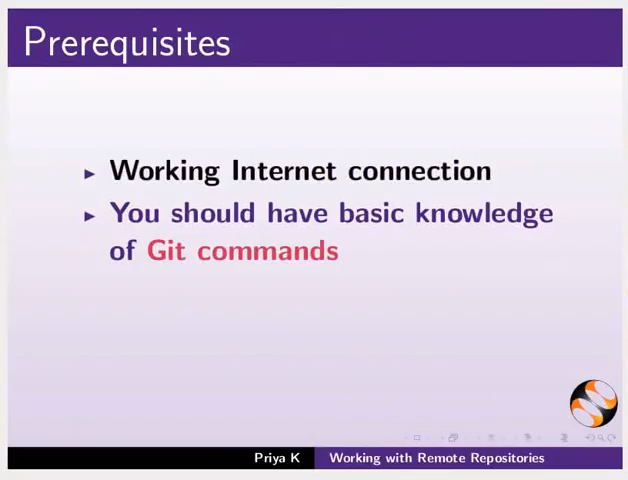 Prerequisites
Working Internet connection
You should have basic knowledge
of Git commands
Priya K
Working with Remote Repositories